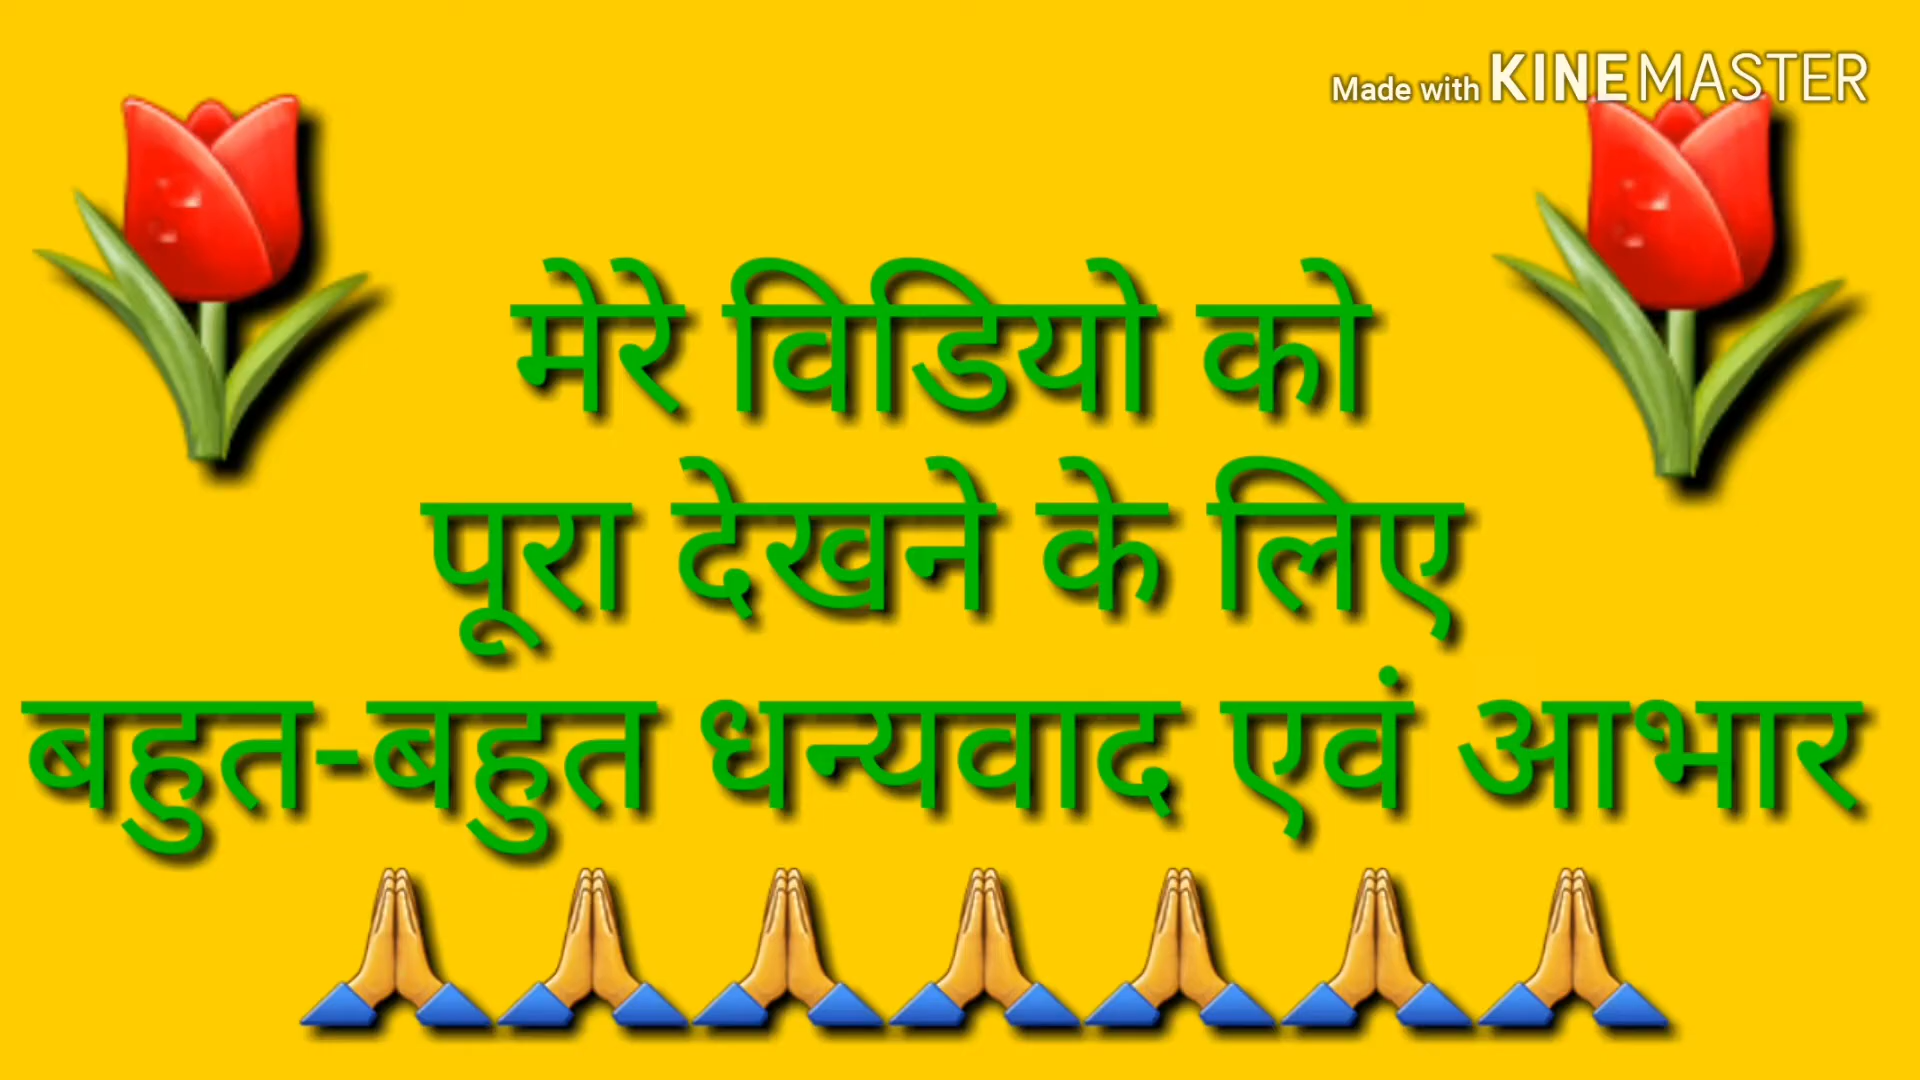 Made with KINEMASTER
मेरे विडियो को
पूरा देखने के लिए
बहुत-बहुत धन्यवाद एवं आभार